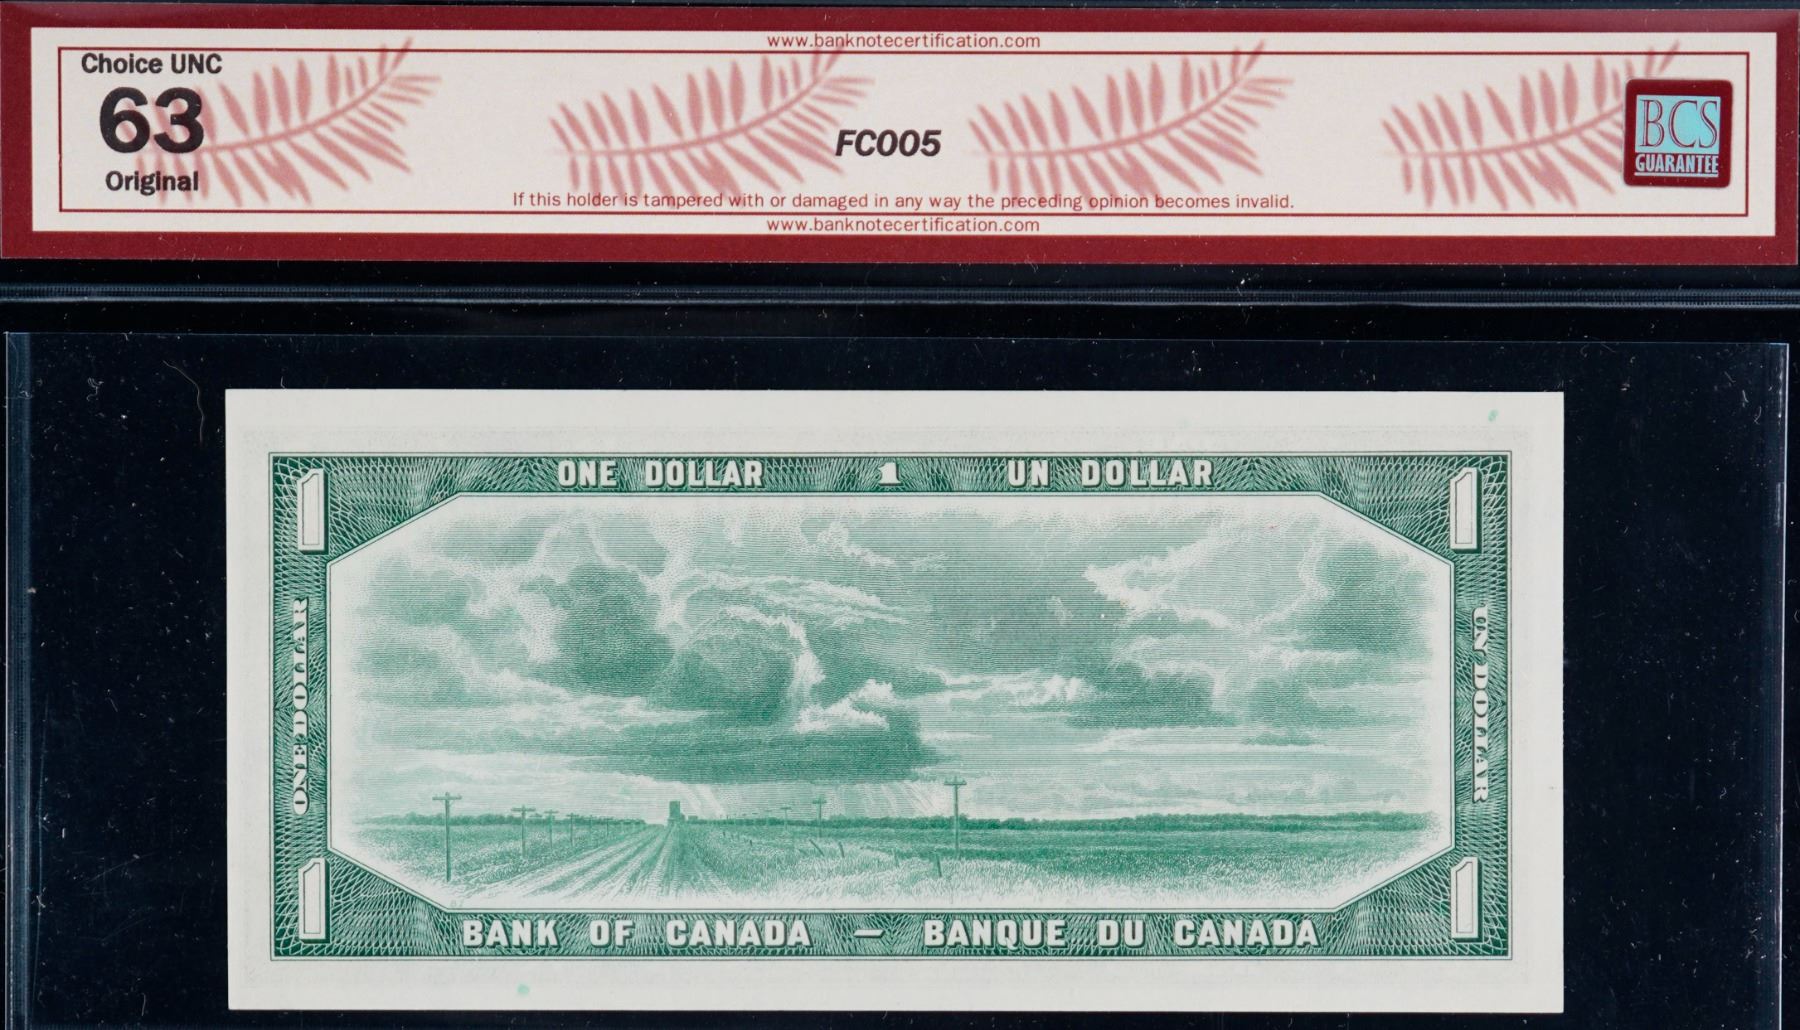 www.banknotecertification.com
Choice UNC
63
Original
FC005
BCS
GUARANTEE
If this holder is tampered with or damaged in any way the preceding opinion becomes invalid.
www.banknotecertification.com
ONE DOLLAR 1 UN DOLLAR
1 1
ONE DOLLAR
UN DOLLAR
1 1
BANK OF CANADA — BANQUE DU CANADA